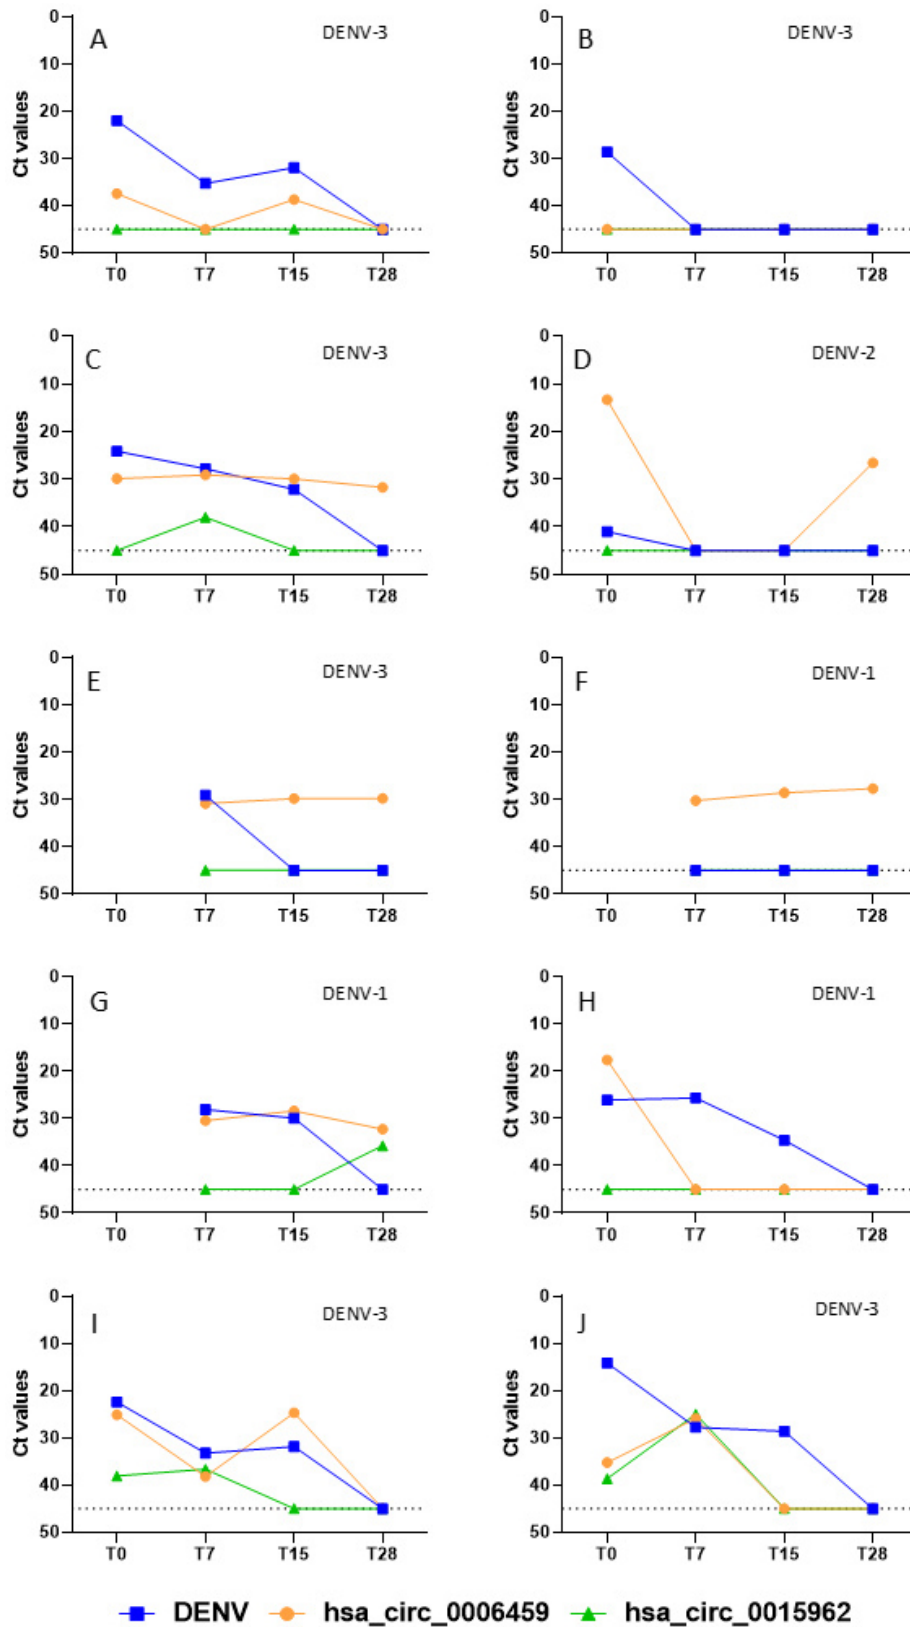 A DENV-3
Ct values
0
10
20
30
40
50
T0 T7 T15 T28
B DENV-3
Ct values
0
10
20
30
40
50
T0 T7 T15 T28
C DENV-3
Ct values
0
10
20
30
40
50
T0 T7 T15 T28
D DENV-2
Ct values
0
10
20
30
40
50
T0 T7 T15 T28
E DENV-3
Ct values
0
10
20
30
40
50
T0 T7 T15 T28
F DENV-1
Ct values
0
10
20
30
40
50
T0 T7 T15 T28
G DENV-1
Ct values
0
10
20
30
40
50
T0 T7 T15 T28
H DENV-1
Ct values
0
10
20
30
40
50
T0 T7 T15 T28
I DENV-3
Ct values
0
10
20
30
40
50
T0 T7 T15 T28
J DENV-3
Ct values
0
10
20
30
40
50
T0 T7 T15 T28
DENV hsa_circ_0006459 hsa_circ_0015962